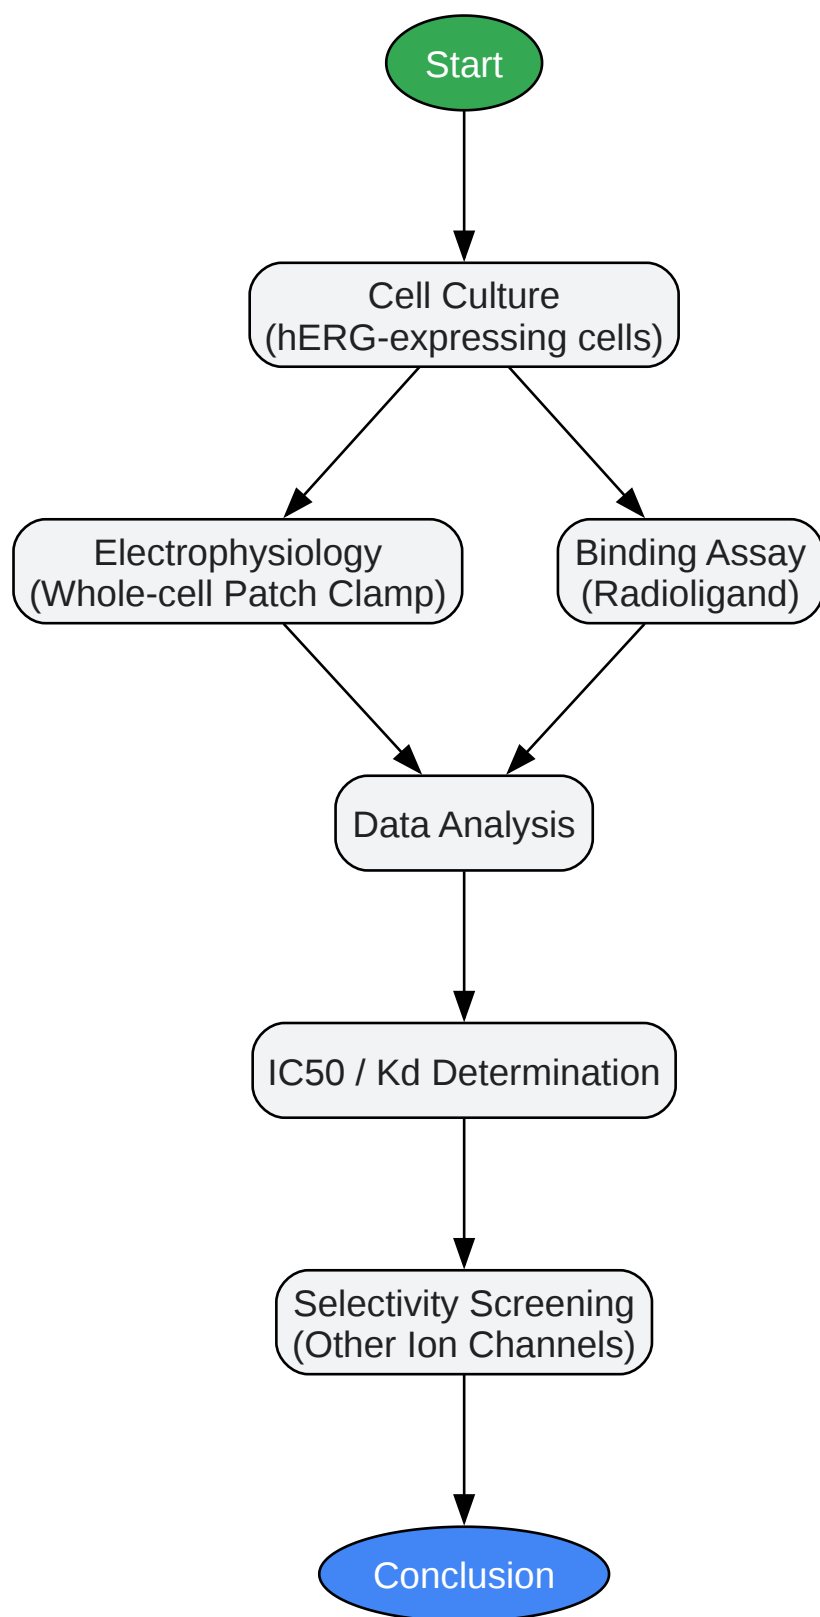 Start
Cell Culture
(hERG-expressing cells)
Electrophysiology
(Whole-cell Patch Clamp)
Binding Assay
(Radioligand)
Data Analysis
IC50 / Kd Determination
Selectivity Screening
(Other Ion Channels)
Conclusion